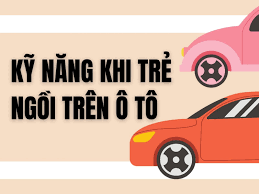 KỸ NĂNG KHI TRẺ
NGỒI TRÊN Ô TÔ